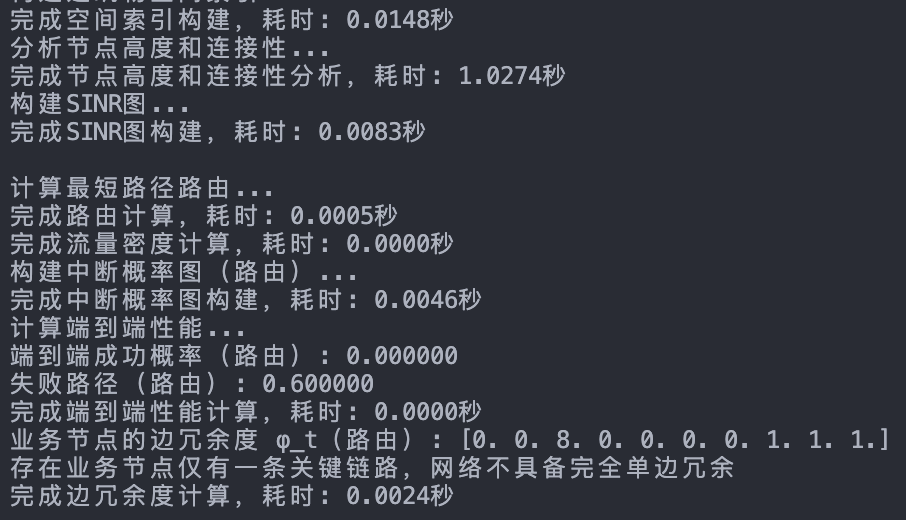 完成空间索引构建, 耗时: 0.0148秒
分析节点高度和连接性...
完成节点高度和连接性分析, 耗时: 1.0274秒
构建SINR图...
完成SINR图构建, 耗时: 0.0083秒
计算最短路径路由...
完成路由计算, 耗时: 0.0005秒
完成流量密度计算, 耗时: 0.0000秒
构建中断概率图 (路由) ...
完成中断概率图构建, 耗时: 0.0046秒
计算端到端性能...
端到端成功概率 (路由) : 0.000000
失败路径 (路由) : 0.600000
完成端到端性能计算, 耗时: 0.0000秒
业务节点的边冗余度 φ_t (路由) : [0. 0. 8. 0. 0. 0. 0. 1. 1. 1.]
存在业务节点仅有一条关键链路, 网络不具备完全单边冗余
完成边冗余度计算, 耗时: 0.0024秒